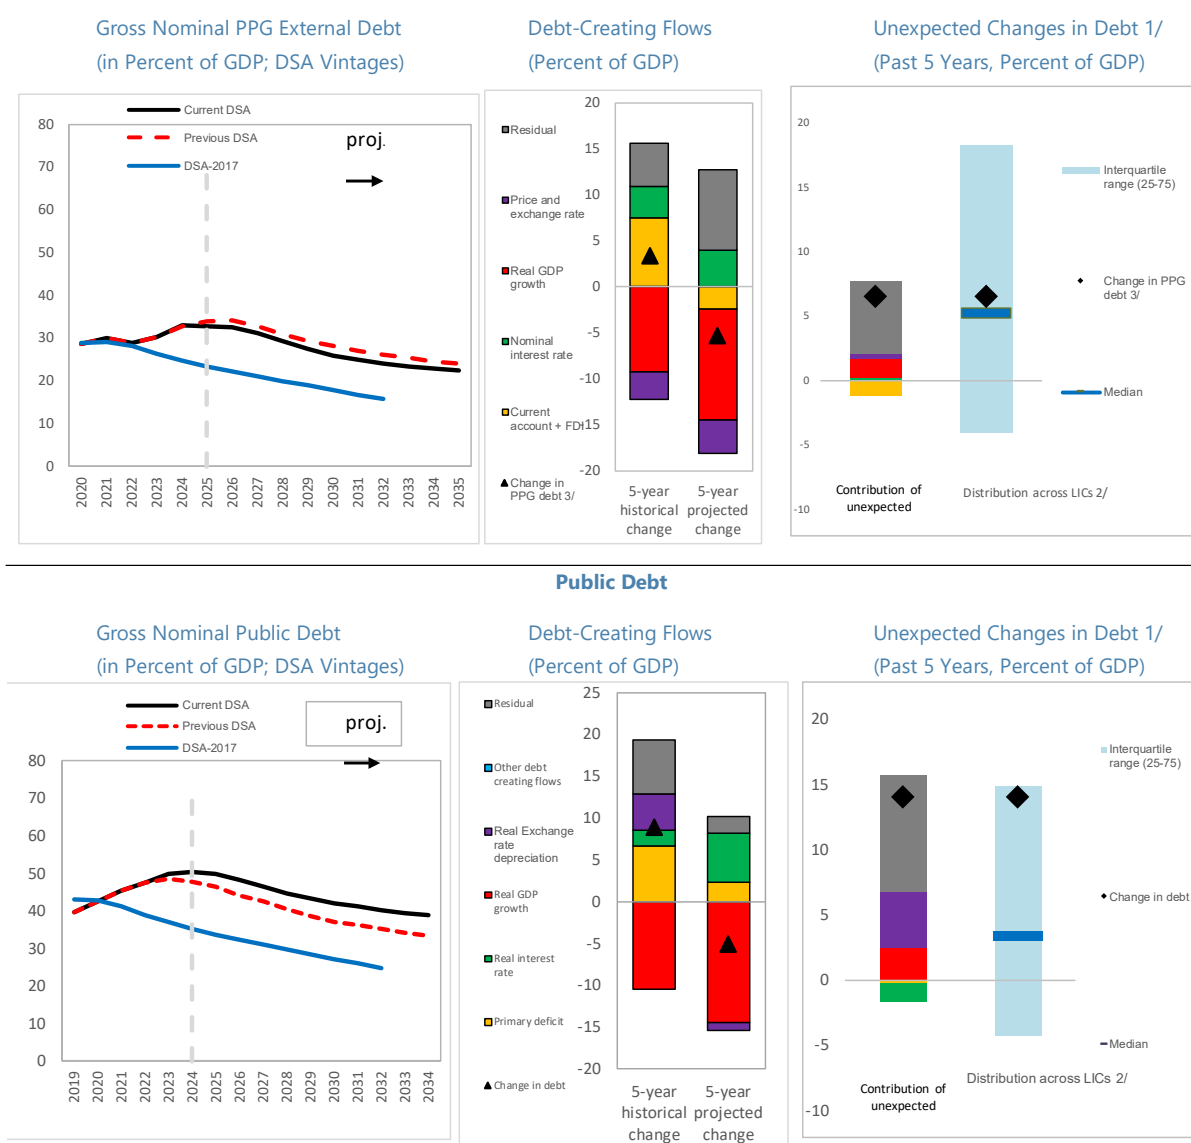 Gross Nominal PPG External Debt
(in Percent of GDP; DSA Vintages)
Current DSA
Previous DSA
DSA-2017
proj.
80
70
60
50
40
30
20
10
0
2020
2021
2022
2023
2024
2025
2026
2027
2028
2029
2030
2031
2032
2033
2034
2035
Debt-Creating Flows
(Percent of GDP)
Residual
Price and
exchange rate
Real GDP
growth
Nominal
interest rate
Current
account + FDI
Change in
PPG debt 3/
20
15
10
5
0
-5
-10
-15
-20
5-year
historical
change
5-year
projected
change
Unexpected Changes in Debt 1/
(Past 5 Years, Percent of GDP)
20
15
10
5
0
-5
-10
Interquartile
range (25-75)
Change in PPG
debt 3/
Median
Contribution of
unexpected
Distribution across LICs 2/
Public Debt
Gross Nominal Public Debt
(in Percent of GDP; DSA Vintages)
Current DSA
Previous DSA
DSA-2017
proj.
80
70
60
50
40
30
20
10
0
2019
2020
2021
2022
2023
2024
2025
2026
2027
2028
2029
2030
2031
2032
2033
2034
Debt-Creating Flows
(Percent of GDP)
Residual
Other debt
creating flows
Real Exchange
rate
depreciation
Real GDP
growth
Real interest
rate
Primary deficit
Change in debt
25
20
15
10
5
0
-5
-10
-15
-20
5-year
historical
change
5-year
projected
change
Unexpected Changes in Debt 1/
(Past 5 Years, Percent of GDP)
20
15
10
5
0
-5
-10
Interquartile
range (25-75)
Change in debt
Median
Contribution of
unexpected
Distribution across LICs 2/